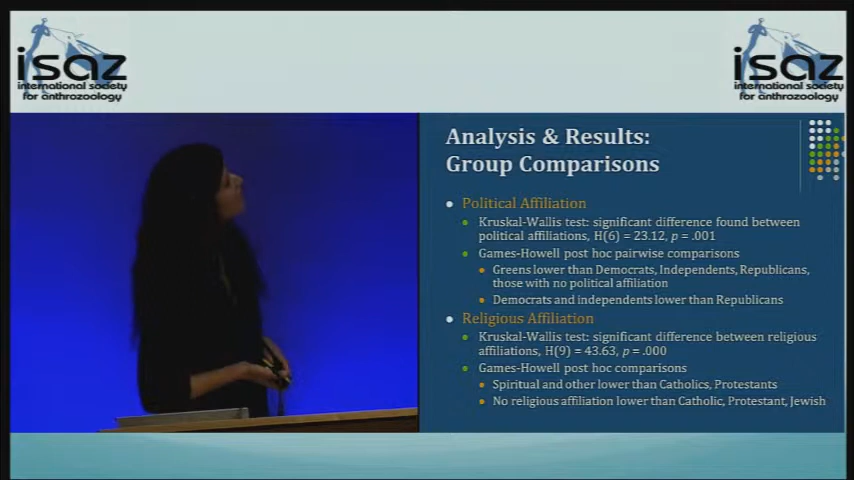 isaz
international society
for anthrozoology
isaz
international society
for anthrozoology
Analysis & Results:
Group Comparisons
Political Affiliation
Kruskal-Wallis test: significant difference found between
political affiliations, H(6) = 23.12, p = .001
Games-Howell post hoc pairwise comparisons
Greens lower than Democrats, Independents, Republicans,
those with no political affiliation
Democrats and independents lower than Republicans
Religious Affiliation
Kruskal-Wallis test: significant difference between religious
affiliations, H(9) = 43.63, p = .000
Games-Howell post hoc comparisons
Spiritual and other lower than Catholics, Protestants
No religious affiliation lower than Catholic, Protestant, Jewish